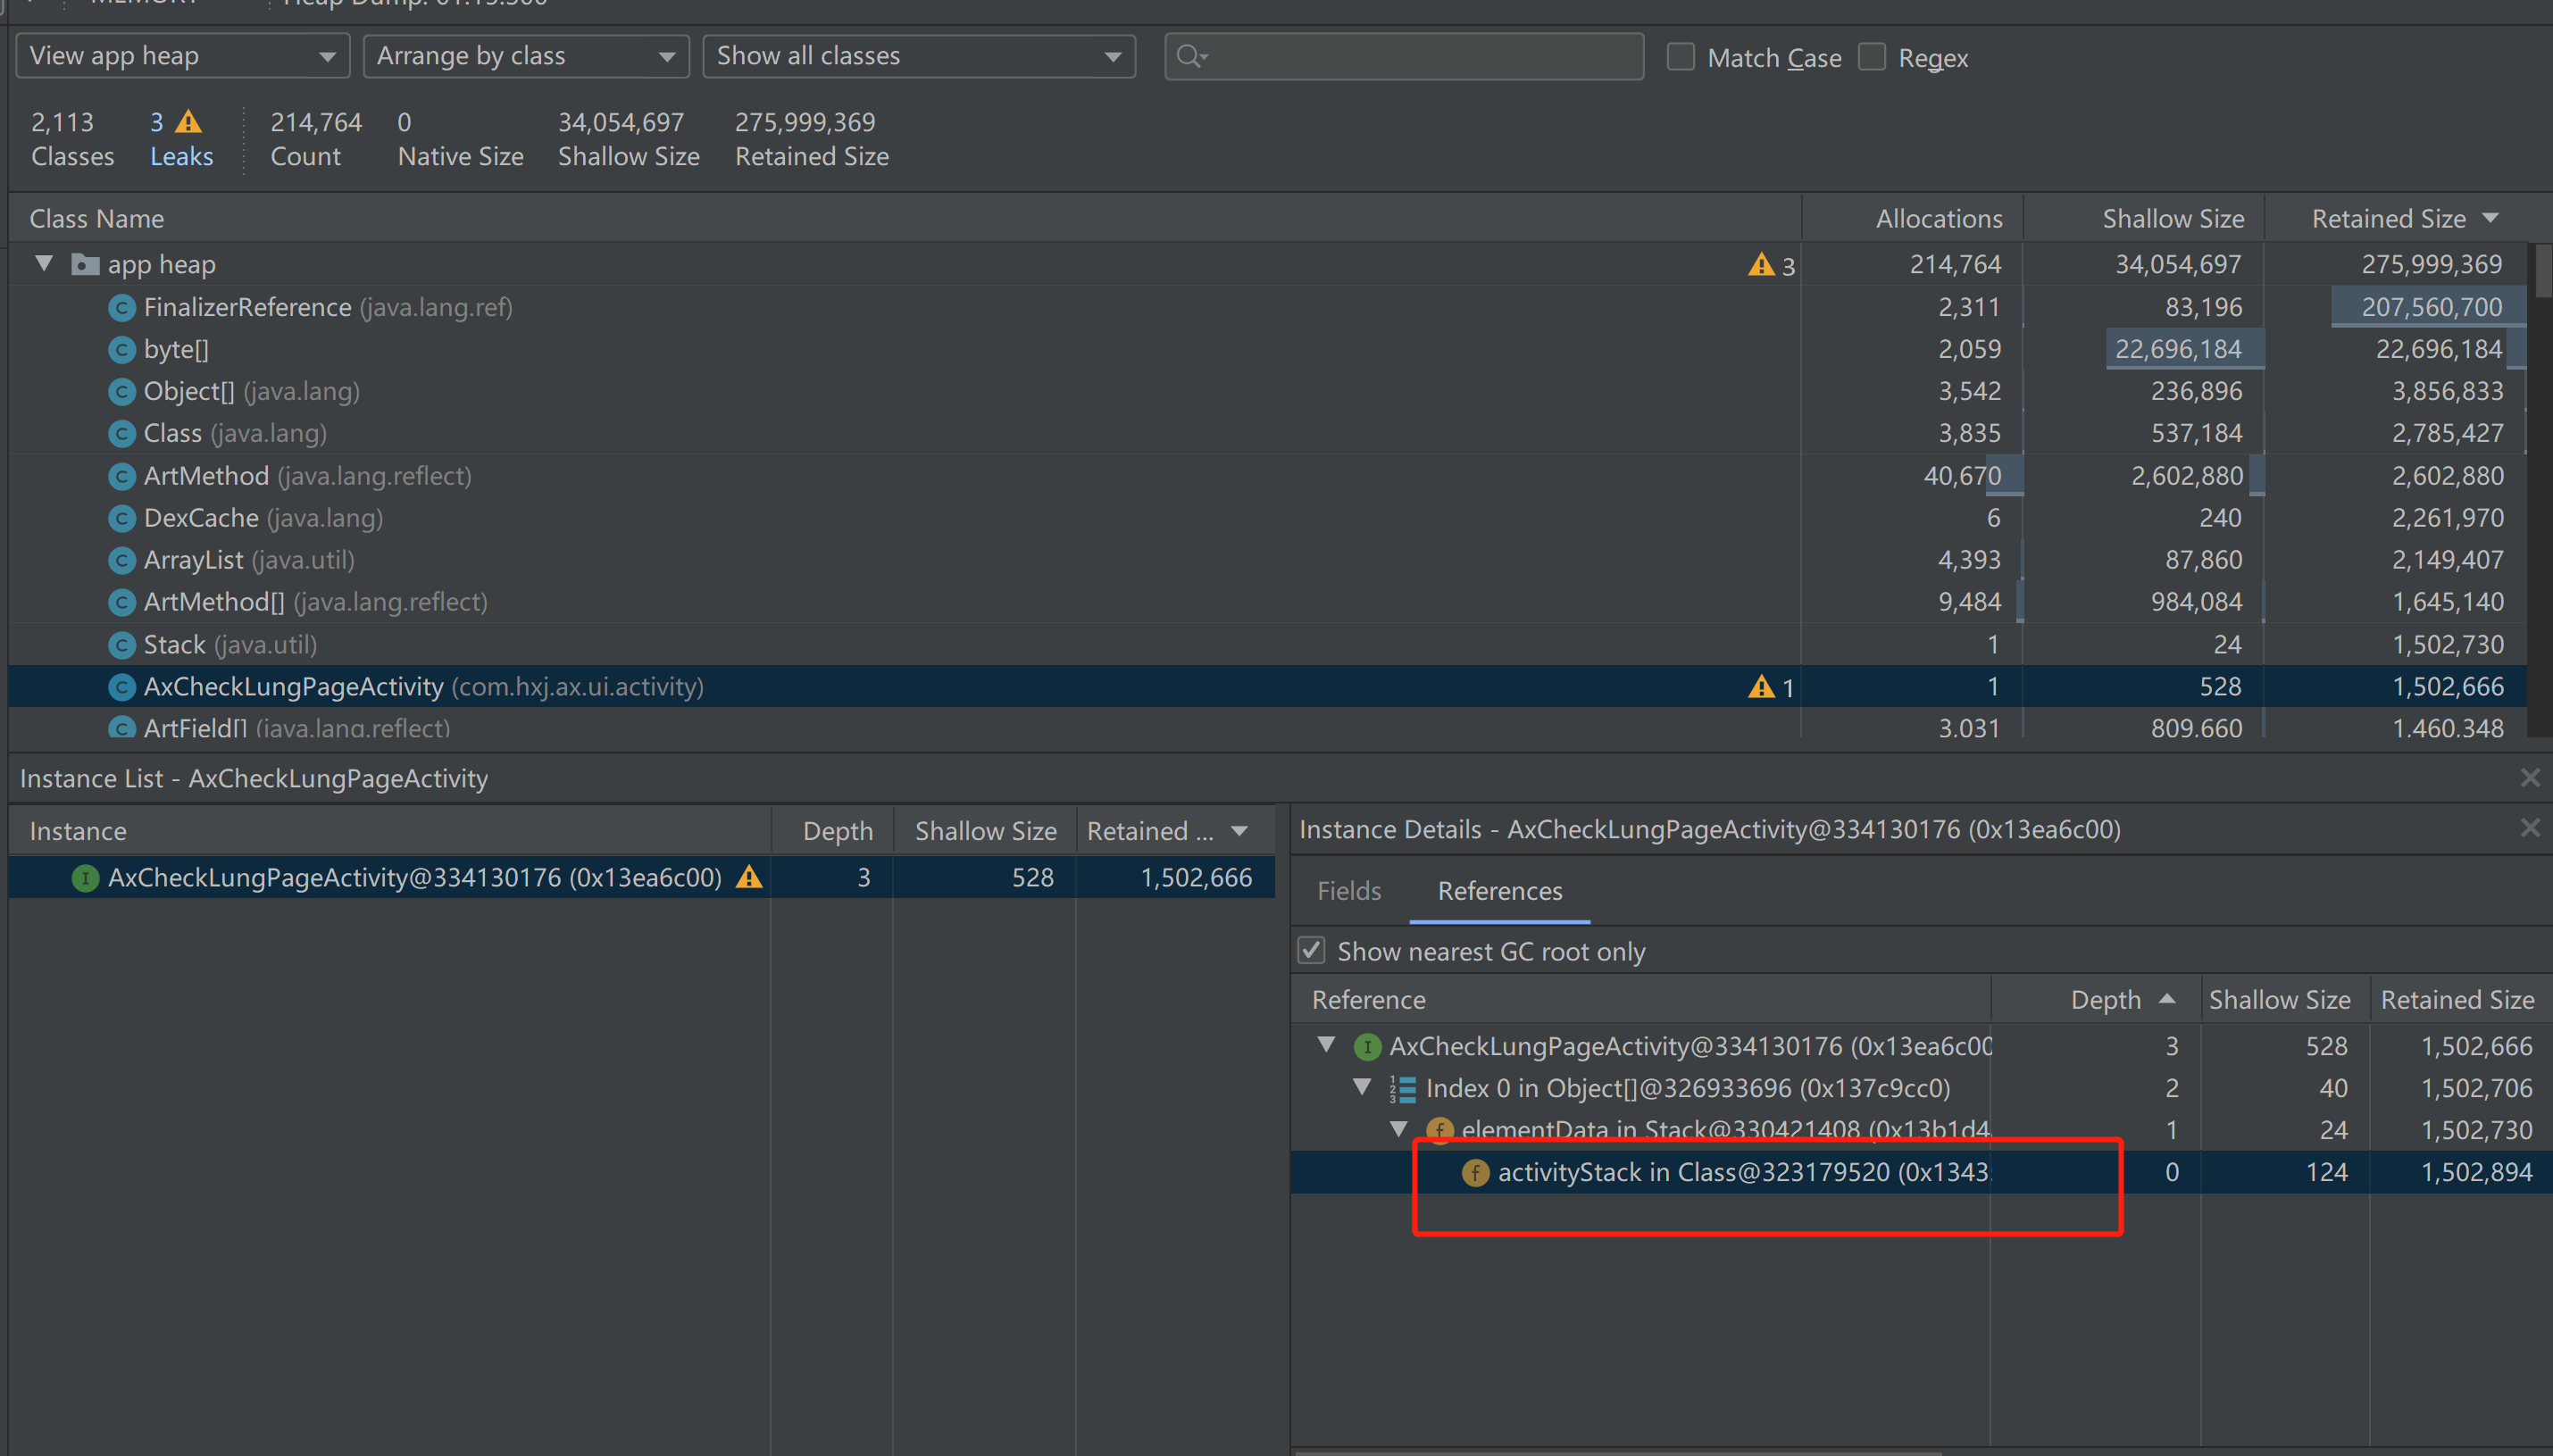 View app heap Arrange by class Show all classes Match Case Regex
2,113 3 214,764 0 34,054,697 275,999,369
Classes Leaks Count Native Size Shallow Size Retained Size
Class Name Allocations Shallow Size Retained Size
app heap 3 214,764 34,054,697 275,999,369
FinalizerReference (java.lang.ref) 2,311 83,196 207,560,700
byte[] 2,059 22,696,184 22,696,184
Object[] (java.lang) 3,542 236,896 3,856,833
Class (java.lang) 3,835 537,184 2,785,427
ArtMethod (java.lang.reflect) 40,670 2,602,880 2,602,880
DexCache (java.lang) 6 240 2,261,970
ArrayList (java.util) 4,393 87,860 2,149,407
ArtMethod[] (java.lang.reflect) 9,484 984,084 1,645,140
Stack (java.util) 1 24 1,502,730
AxCheckLungPageActivity (com.hxj.ax.ui.activity) 1 1 528 1,502,666
ArtField[] (java.lang.reflect) 3,031 809,660 1,460,348
Instance List - AxCheckLungPageActivity
Instance Depth Shallow Size Retained ...
AxCheckLungPageActivity@334130176 (0x13ea6c00) 3 528 1,502,666
Instance Details - AxCheckLungPageActivity@334130176 (0x13ea6c00)
Fields References
Show nearest GC root only
Reference Depth Shallow Size Retained Size
AxCheckLungPageActivity@334130176 (0x13ea6c00 3 528 1,502,666
Index 0 in Object[]@326933696 (0x137c9cc0) 2 40 1,502,706
elementData in Stack@330421408 (0x13b1d4 1 24 1,502,730
activityStack in Class@323179520 (0x1343 0 124 1,502,894